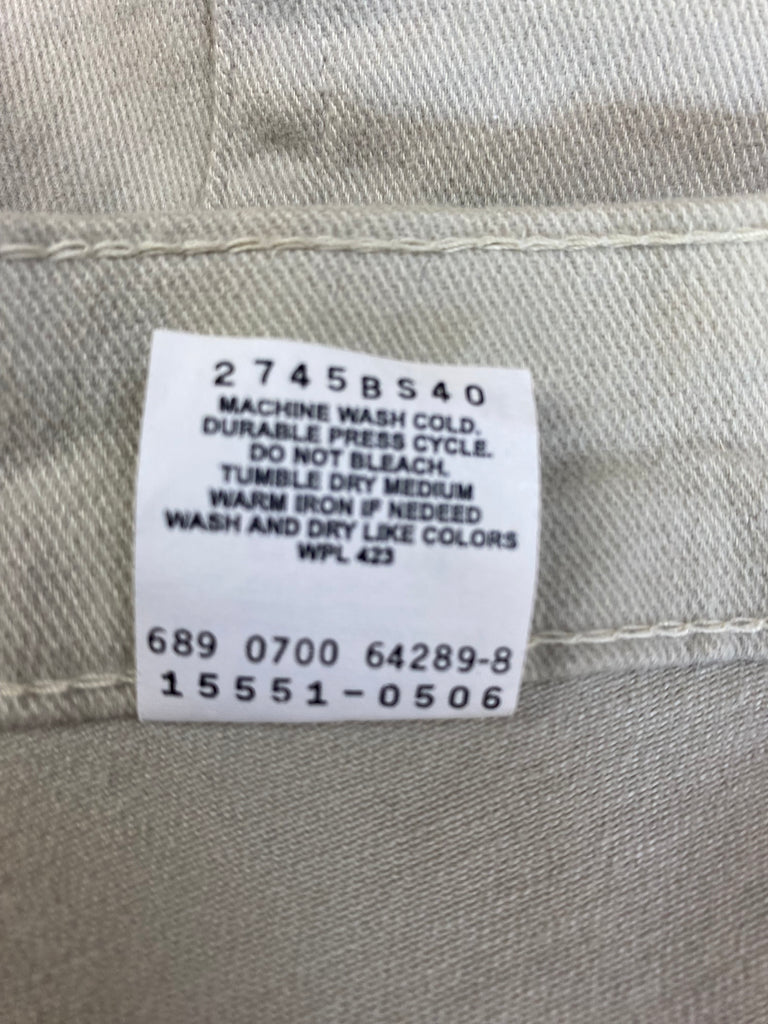 2745BS40
MACHINE WASH COLD.
DURABLE PRESS CYCLE.
DO NOT BLEACH.
TUMBLE DRY MEDIUM
WARM IRON IF NEDEED
WASH AND DRY LIKE COLORS
WPL 423
689 0700 64289-8
15551-0506